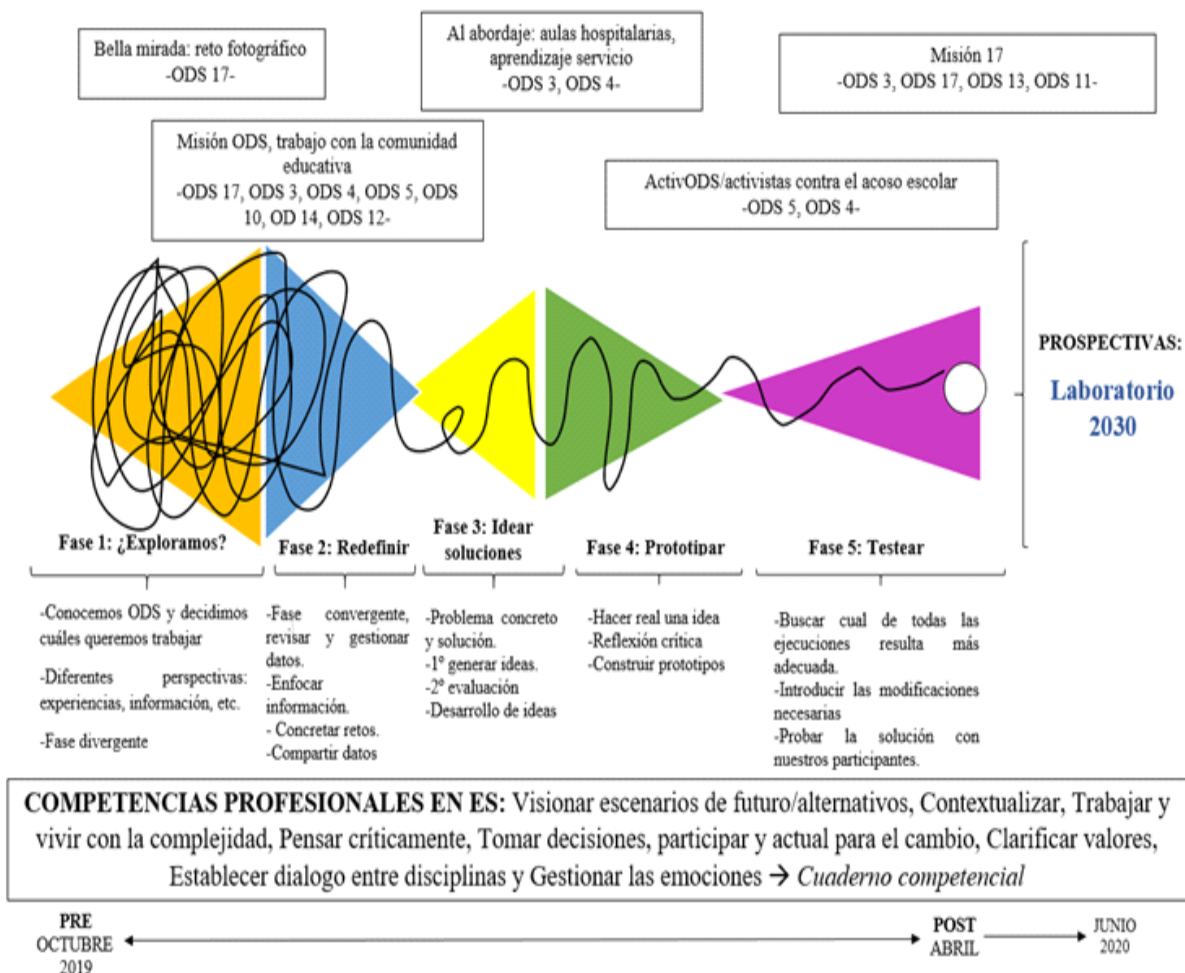 Bella mirada: reto fotográfico
-ODS 17-
Al abordaje: aulas hospitalarias,
aprendizaje servicio
-ODS 3, ODS 4-
Misión 17
-ODS 3, ODS 17, ODS 13, ODS 11-
Misión ODS, trabajo con la comunidad
educativa
-ODS 17, ODS 3, ODS 4, ODS 5, ODS
10, OD 14, ODS 12-
ActivODS/activistas contra el acoso escolar
-ODS 5, ODS 4-
PROSPECTIVAS:
Laboratorio
2030
Fase 1: ¿Exploramos?
-Conocemos ODS y decidimos
cuáles queremos trabajar
-Diferentes perspectivas:
experiencias, información, etc.
-Fase divergente
Fase 2: Redefinir
-Fase convergente,
revisar y gestionar
datos.
-Enfocar
información.
- Concretar retos.
-Compartir datos
Fase 3: Idear
soluciones
-Problema concreto
y solución.
-1º generar ideas.
-2º evaluación
-Desarrollo de ideas
Fase 4: Prototipar
-Hacer real una idea
-Reflexión crítica
-Construir prototipos
Fase 5: Testear
-Buscar cual de todas las
ejecuciones resulta más
adecuada.
-Introducir las modificaciones
necesarias
-Probar la solución con
nuestros participantes.
COMPETENCIAS PROFESIONALES EN ES: Visionar escenarios de futuro/alternativos, Contextualizar, Trabajar y
vivir con la complejidad, Pensar críticamente, Tomar decisiones, participar y actual para el cambio, Clarificar valores,
Establecer dialogo entre disciplinas y Gestionar las emociones → Cuaderno competencial
PRE
OCTUBRE
2019
POST
ABRIL
JUNIO
2020